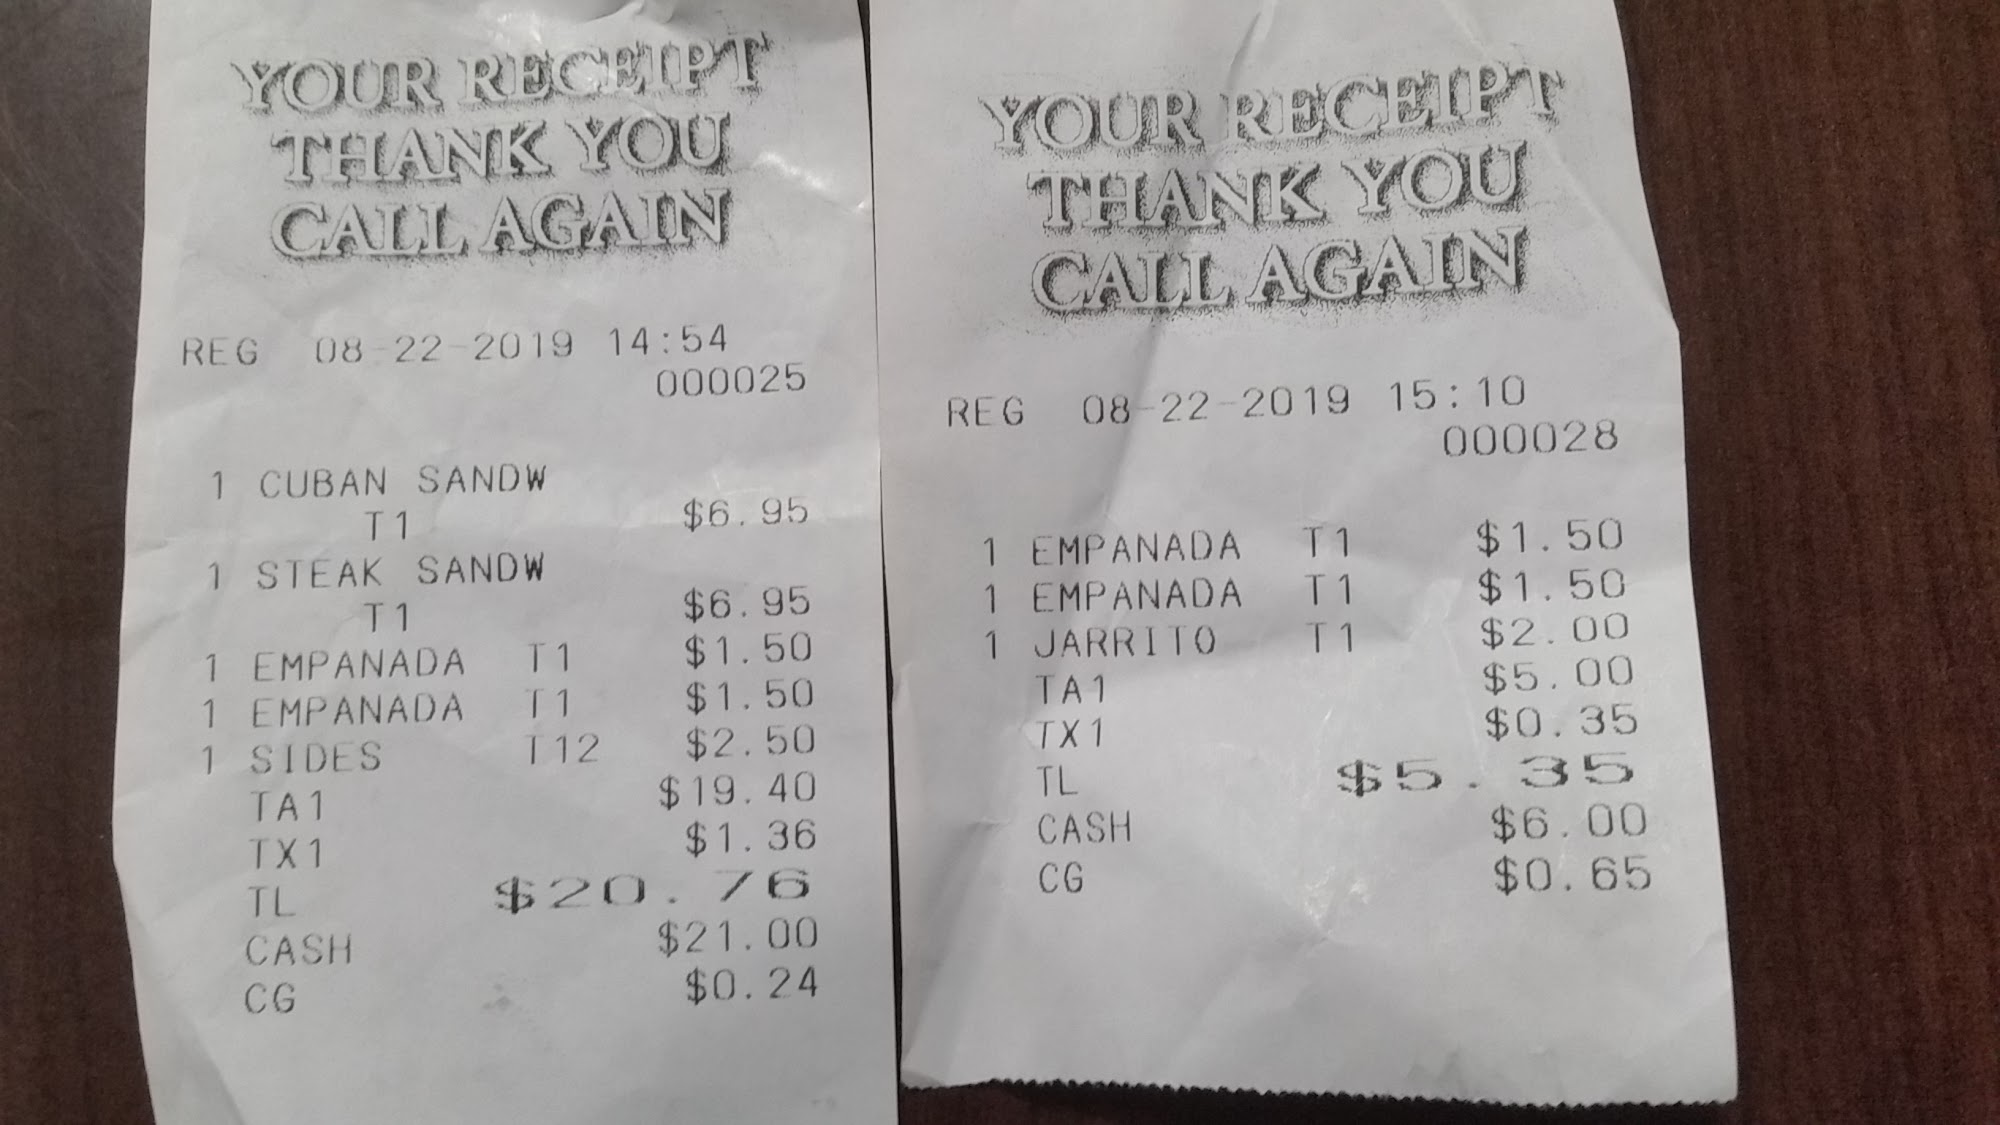 YOUR RECEIPT
THANK YOU
CALL AGAIN
REG 08-22-2019 14:54
000025
1 CUBAN SANDW
T1 $6.95
1 STEAK SANDW
T1 $6.95
1 EMPANADA T1 $1.50
1 EMPANADA T1 $1.50
1 SIDES T12 $2.50
TA1 $19.40
TX1 $1.36
TL $20.76
CASH $21.00
CG $0.24
YOUR RECEIPT
THANK YOU
CALL AGAIN
REG 08-22-2019 15:10
000028
1 EMPANADA T1 $1.50
1 EMPANADA T1 $1.50
1 JARRITO T1 $2.00
TA1 $5.00
TX1 $0.35
TL $5.35
CASH $6.00
CG $0.65